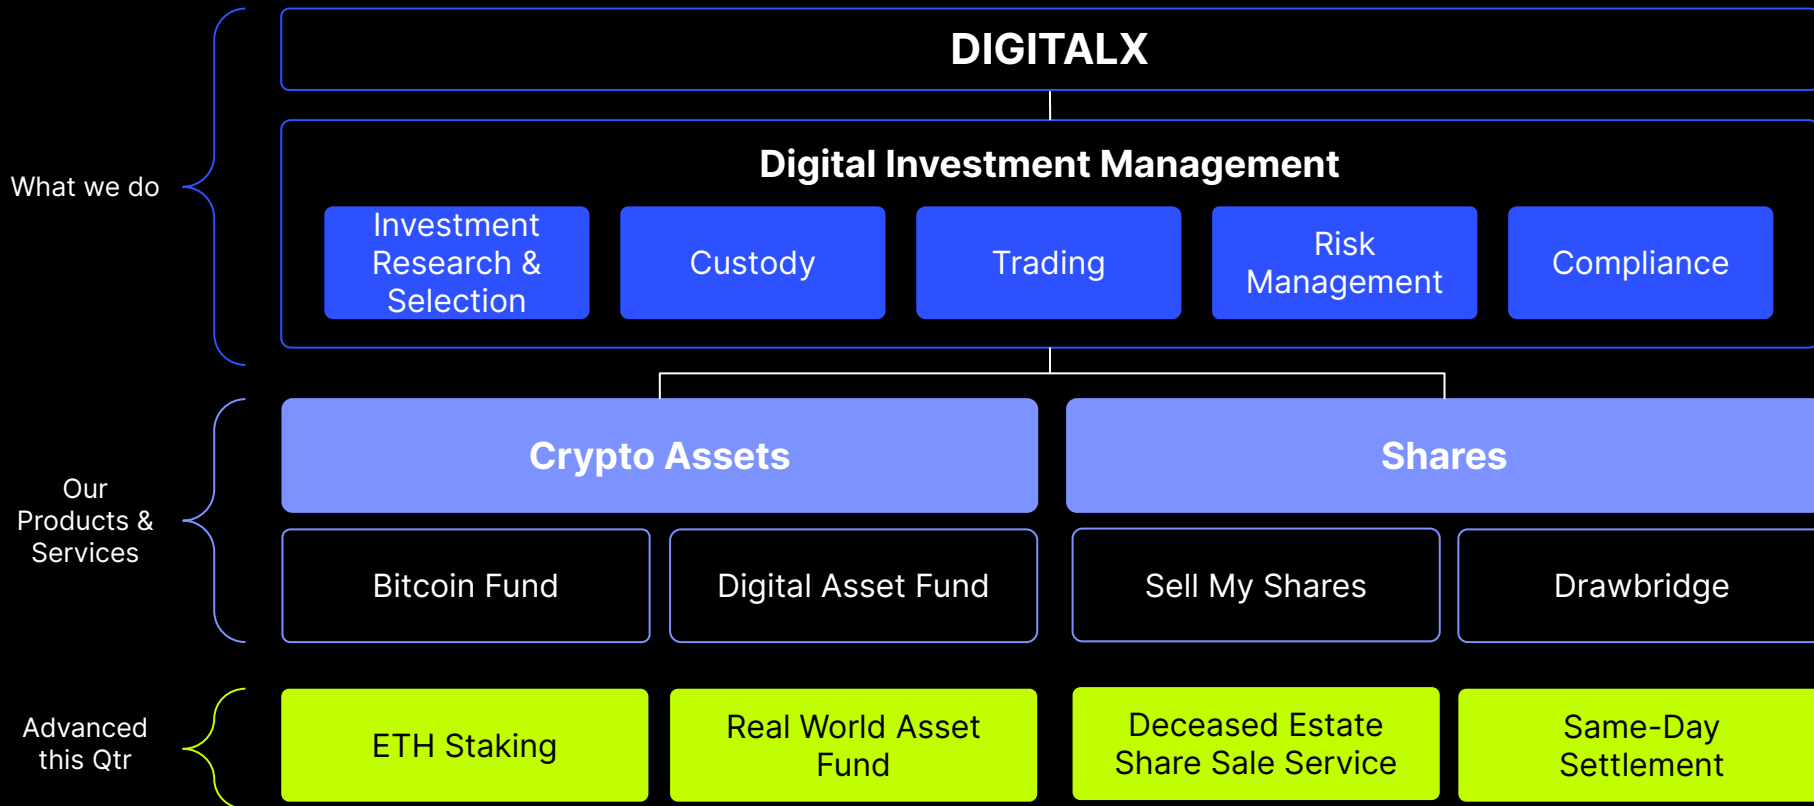 DIGITALX
What we do
Digital Investment Management
Investment
Research &
Selection
Custody
Trading
Risk
Management
Compliance
Our
Products &
Services
Crypto Assets
Shares
Bitcoin Fund
Digital Asset Fund
Sell My Shares
Drawbridge
Advanced
this Qtr
ETH Staking
Real World Asset
Fund
Deceased Estate
Share Sale Service
Same-Day
Settlement